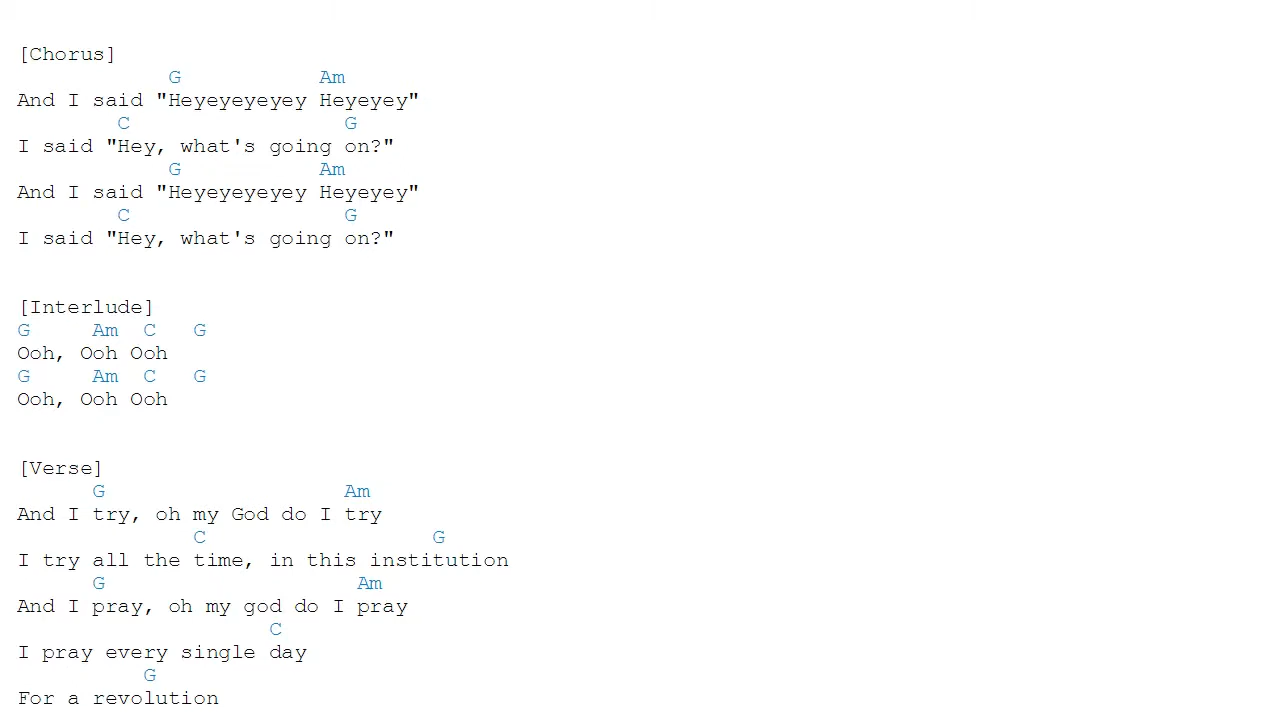 [Chorus]
G Am
And I said "Heyeyeyeyey Heyeyey"
C G
I said "Hey, what's going on?"
G Am
And I said "Heyeyeyeyey Heyeyey"
C G
I said "Hey, what's going on?"
[Interlude]
G Am C G
Ooh, Ooh Ooh
G Am C G
Ooh, Ooh Ooh
[Verse]
G Am
And I try, oh my God do I try
C G
I try all the time, in this institution
G Am
And I pray, oh my god do I pray
C
I pray every single day
G
For a revolution